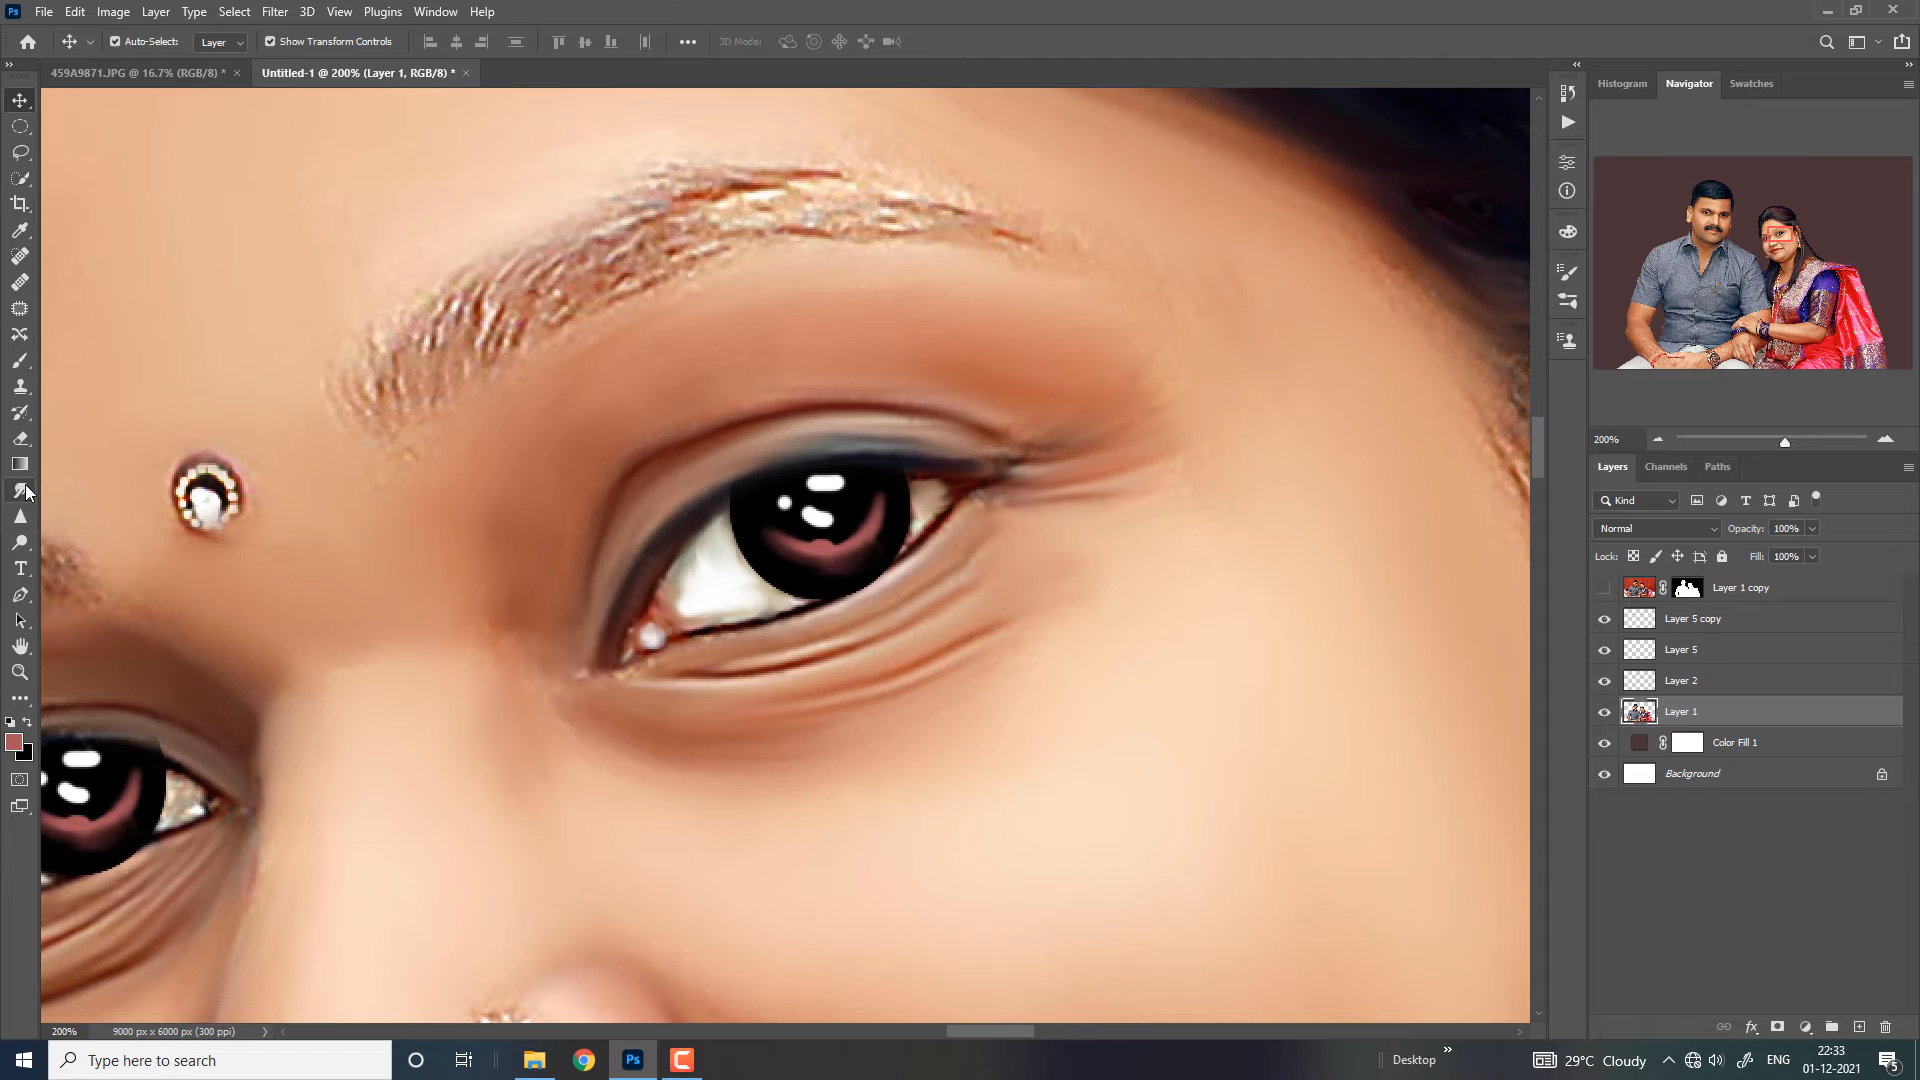 Ps File Edit Image Layer Type Select Filter 3D View Plugins Window Help
Auto-Select: Layer Show Transform Controls 3D Mode:
459A9871.JPG @ 16.7% (RGB/8) * × Untitled-1 @ 200% (Layer 1, RGB/8) * ×
Histogram Navigator Swatches
200%
Layers Channels Paths
Kind
Normal Opacity: 100%
Lock: Fill: 100%
Layer 1 copy
Layer 5 copy
Layer 5
Layer 2
Layer 1
Color Fill 1
Background
200% 9000 px x 6000 px (300 ppi)
Type here to search
Ps
Desktop
29°C Cloudy
ENG
22:33
01-12-2021
5